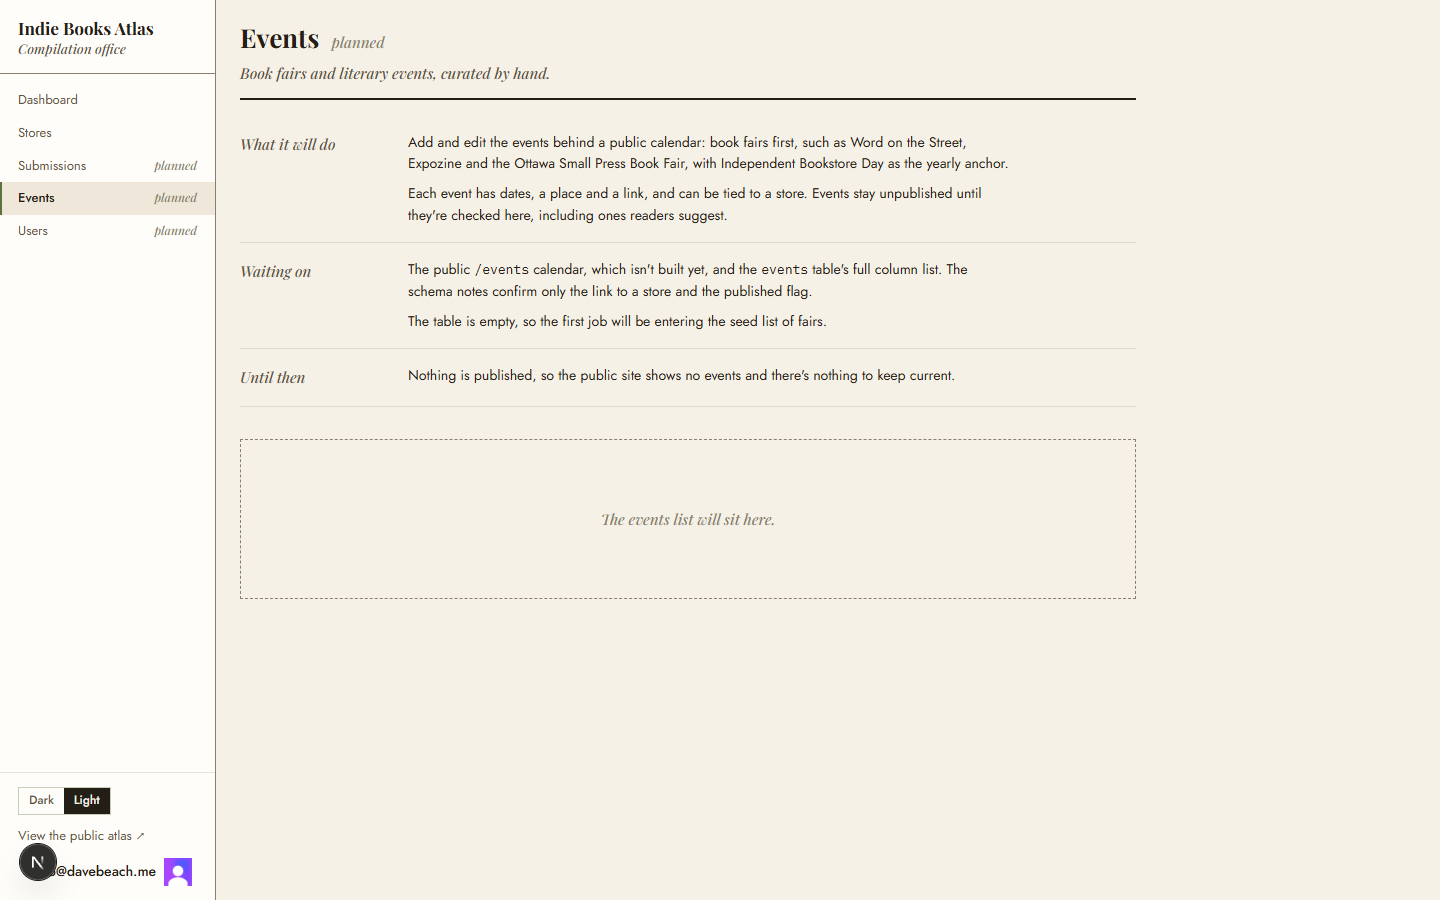 Indie Books Atlas
Compilation office
Dashboard
Stores
Submissions planned
Events planned
Users planned
Dark Light
View the public atlas ↗
N
@davebeach.me
Events planned
Book fairs and literary events, curated by hand.
What it will do
Add and edit the events behind a public calendar: book fairs first, such as Word on the Street,
Expozine and the Ottawa Small Press Book Fair, with Independent Bookstore Day as the yearly anchor.
Each event has dates, a place and a link, and can be tied to a store. Events stay unpublished until
they're checked here, including ones readers suggest.
Waiting on
The public /events calendar, which isn't built yet, and the events table's full column list. The
schema notes confirm only the link to a store and the published flag.
The table is empty, so the first job will be entering the seed list of fairs.
Until then
Nothing is published, so the public site shows no events and there's nothing to keep current.
The events list will sit here.